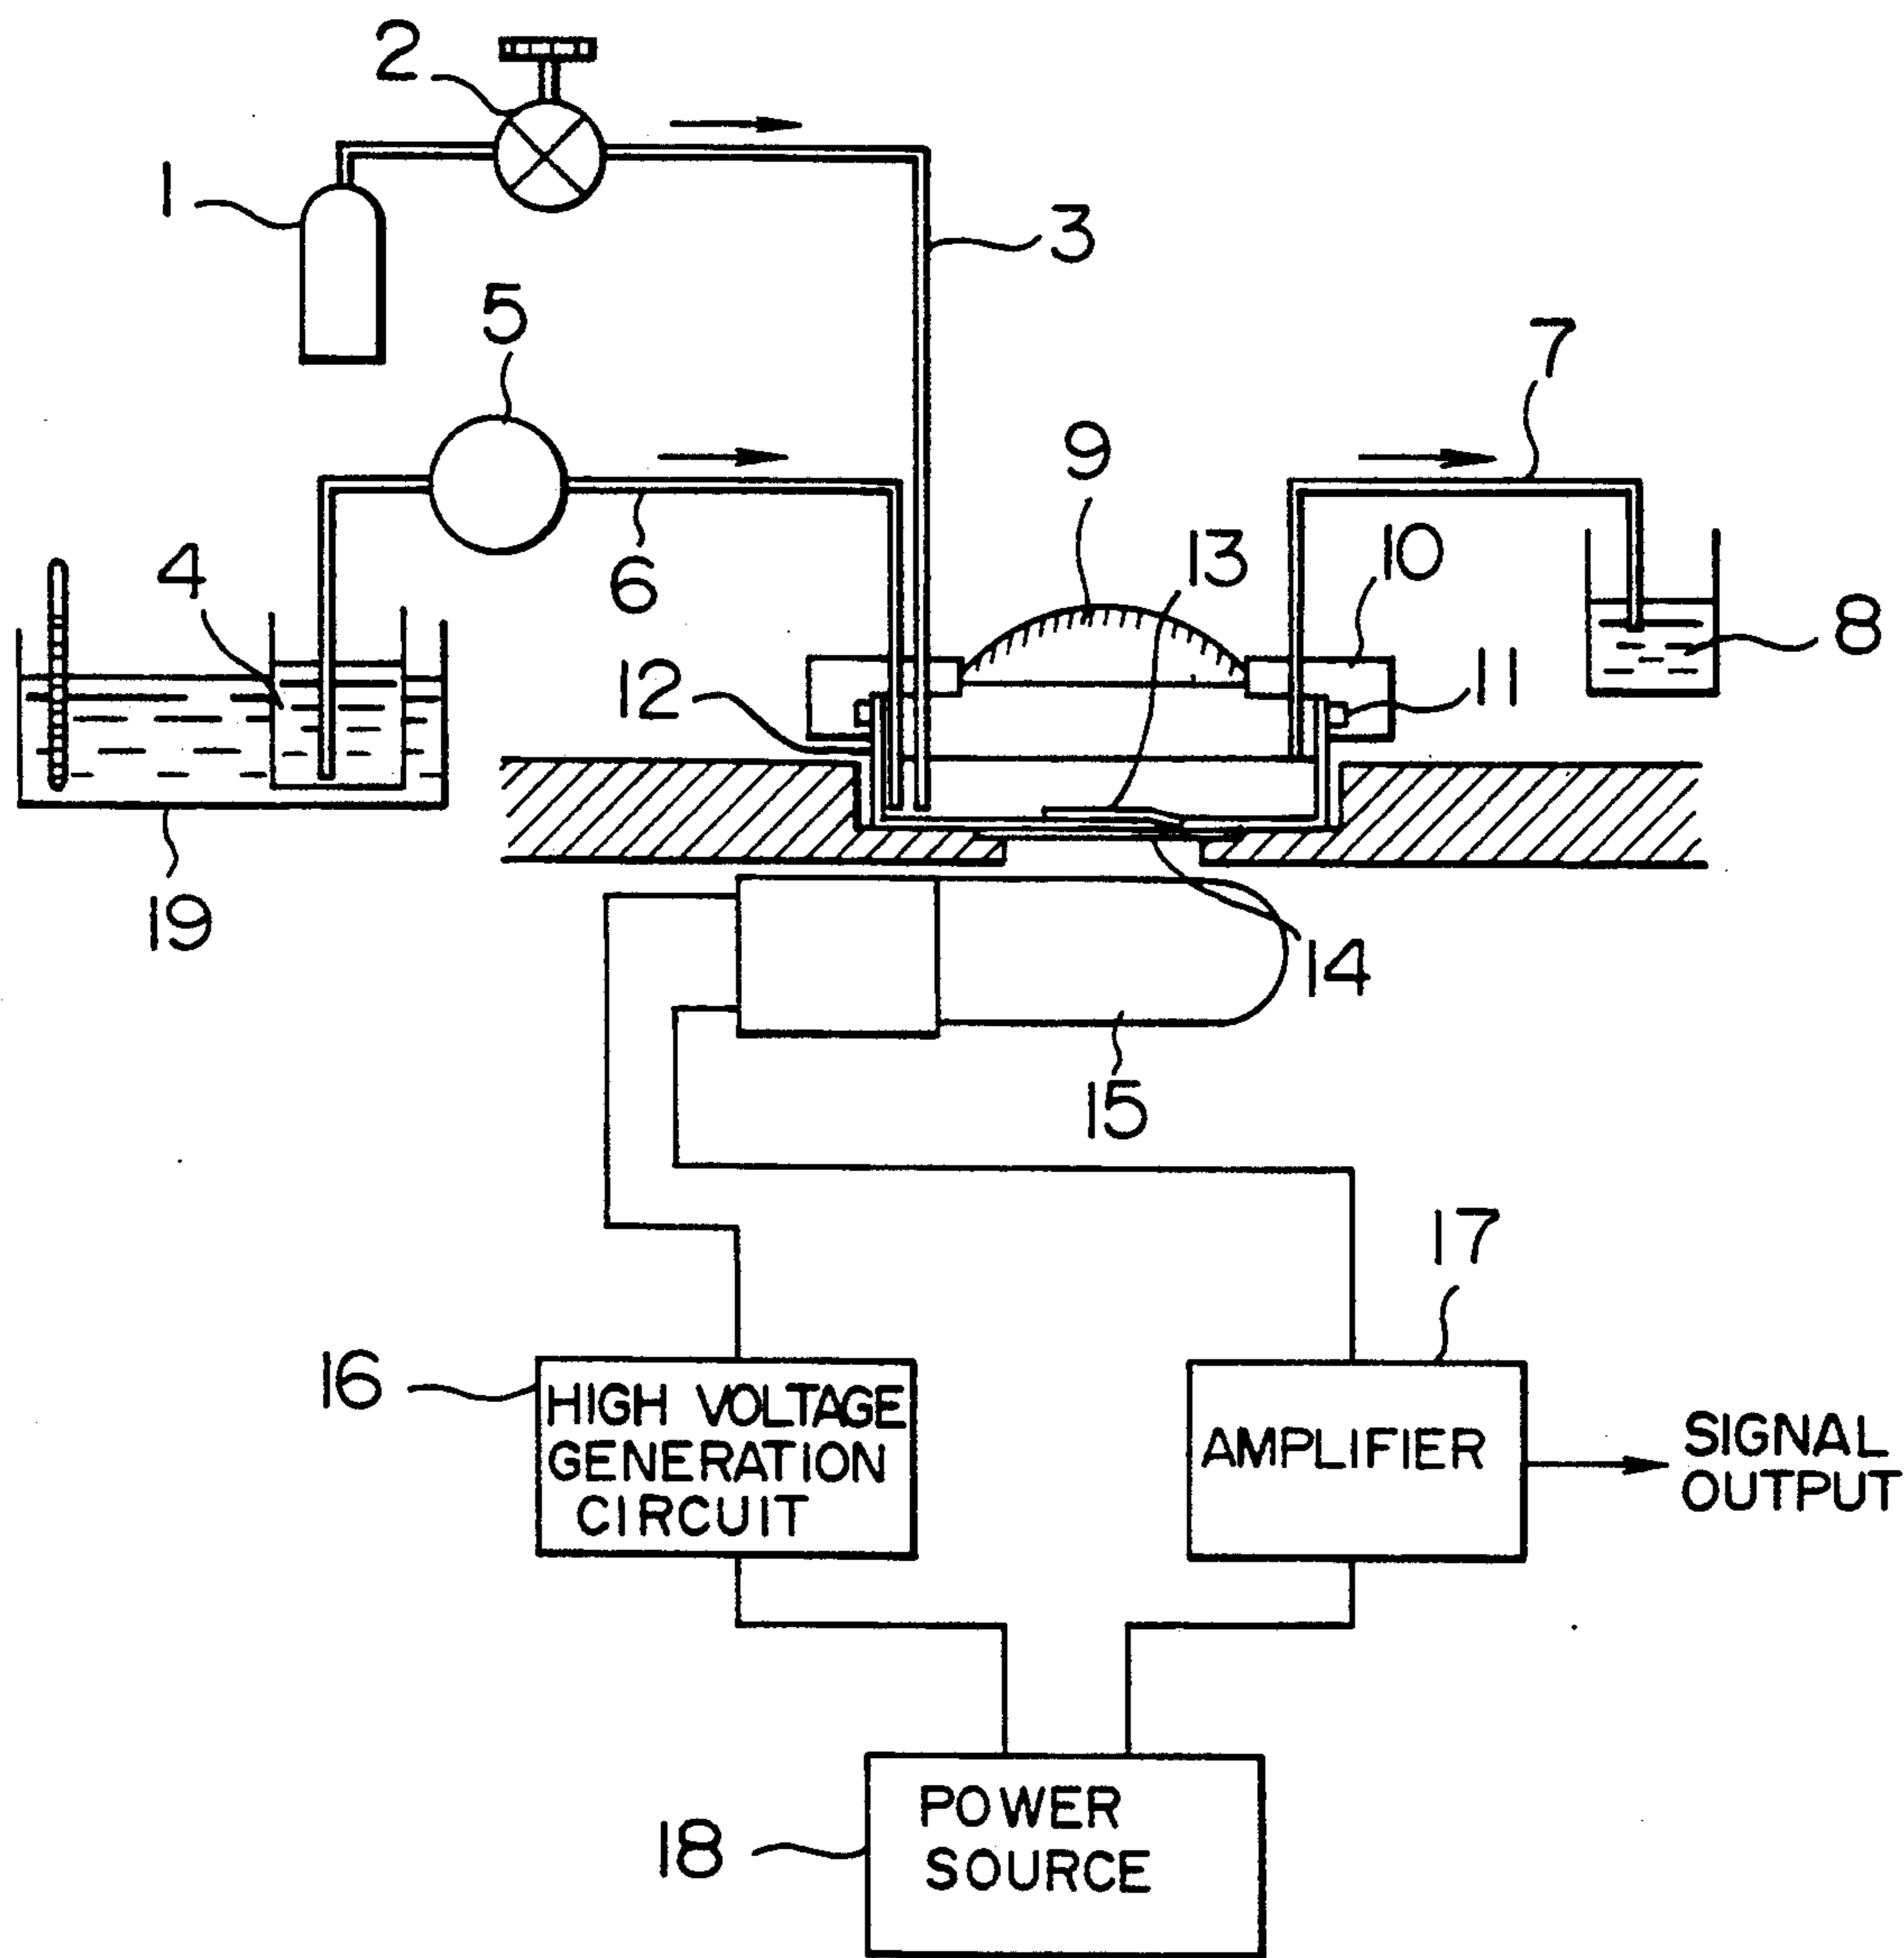 2
1
3
5
7
9
13
10
4
6
8
12
11
19
14
15
17
16
HIGH VOLTAGE
GENERATION
CIRCUIT
AMPLIFIER
SIGNAL
OUTPUT
18
POWER
SOURCE